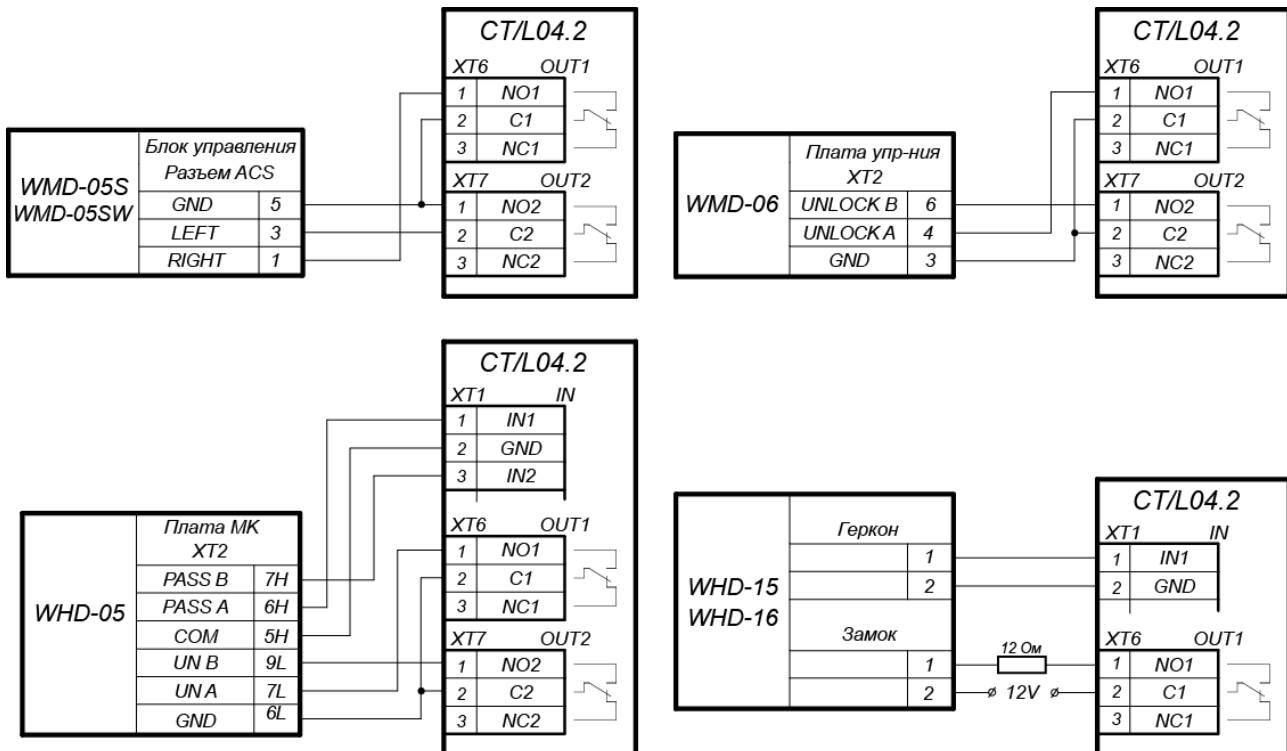 CT/L04.2
XT6 OUT1
1 NO1
2 C1
3 NC1
XT7 OUT2
1 NO2
2 C2
3 NC2
WMD-05S
WMD-05SW
Блок управления
Разъем ACS
GND 5
LEFT 3
RIGHT 1
CT/L04.2
XT6 OUT1
1 NO1
2 C1
3 NC1
XT7 OUT2
1 NO2
2 C2
3 NC2
WMD-06
Плата упр-ния
XT2
UNLOCK B 6
UNLOCK A 4
GND 3
CT/L04.2
XT1 IN
1 IN1
2 GND
3 IN2
XT6 OUT1
1 NO1
2 C1
3 NC1
XT7 OUT2
1 NO2
2 C2
3 NC2
WHD-05
Плата МК
XT2
PASS B 7H
PASS A 6H
COM 5H
UN B 9L
UN A 7L
GND 6L
CT/L04.2
XT1 IN
1 IN1
2 GND
XT6 OUT1
1 NO1
2 C1
3 NC1
WHD-15
WHD-16
Геркон
1
2
Замок
1
2
12 Ом
12V